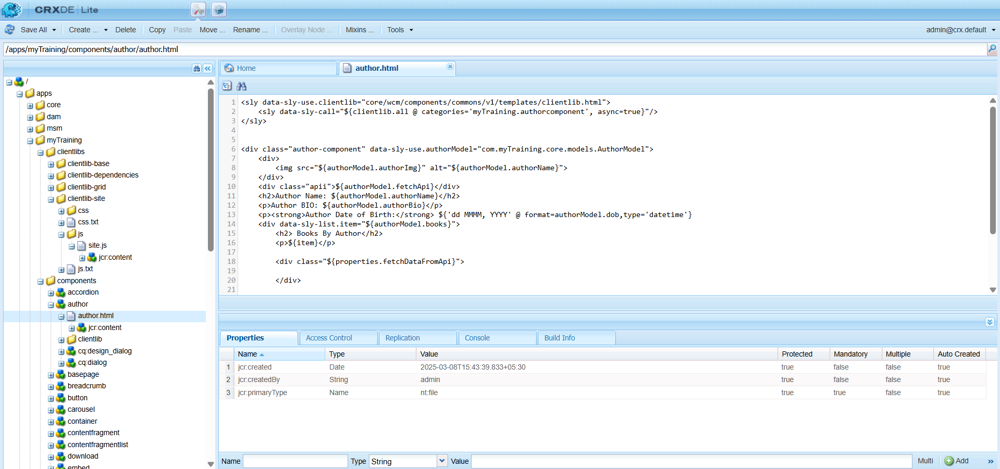 CRXDE | Lite
Save All Create ... Delete Copy Paste Move ... Rename ... Overlay Node ... Mixins ... Tools admin@crx.default
/apps/myTraining/components/author/author.html
/
apps
core
dam
msm
myTraining
clientlibs
clientlib-base
clientlib-dependencies
clientlib-grid
clientlib-site
css
css.txt
js
site.js
jcr:content
js.txt
components
accordion
author
author.html
jcr:content
clientlib
cq:design_dialog
cq:dialog
basepage
breadcrumb
button
carousel
container
contentfragment
contentfragmentlist
download
embed
Home author.html
1 <sly data-sly-use.clientlib="core/wcm/components/commons/v1/templates/clientlib.html">
2     <sly data-sly-call="${clientlib.all @ categories='myTraining.authorcomponent', async=true}"/>
3 </sly>
4
5
6 <div class="author-component" data-sly-use.authorModel="com.myTraining.core.models.AuthorModel">
7     <div>
8         <img src="${authorModel.authorImg}" alt="${authorModel.authorName}">
9     </div>
10     <div class="apii">${authorModel.fetchApi}</div>
11     <h2>Author Name: ${authorModel.authorName}</h2>
12     <p>Author BIO: ${authorModel.authorBio}</p>
13     <p><strong>Author Date of Birth:</strong> ${'dd MMMM, YYYY' @ format=authorModel.dob,type='datetime'}
14     <div data-sly-list.item="${authorModel.books}">
15         <h2> Books By Author</h2>
16         <p>${item}</p>
17
18         <div class="${properties.fetchDataFromApi}">
19
20         </div>
21
Properties Access Control Replication Console Build Info
Name Type Value Protected Mandatory Multiple Auto Created
1 jcr:created Date 2025-03-08T15:43:39.833+05:30 true false false true
2 jcr:createdBy String admin true false false true
3 jcr:primaryType Name nt:file true true false true
Name Type String Value Multi Add »